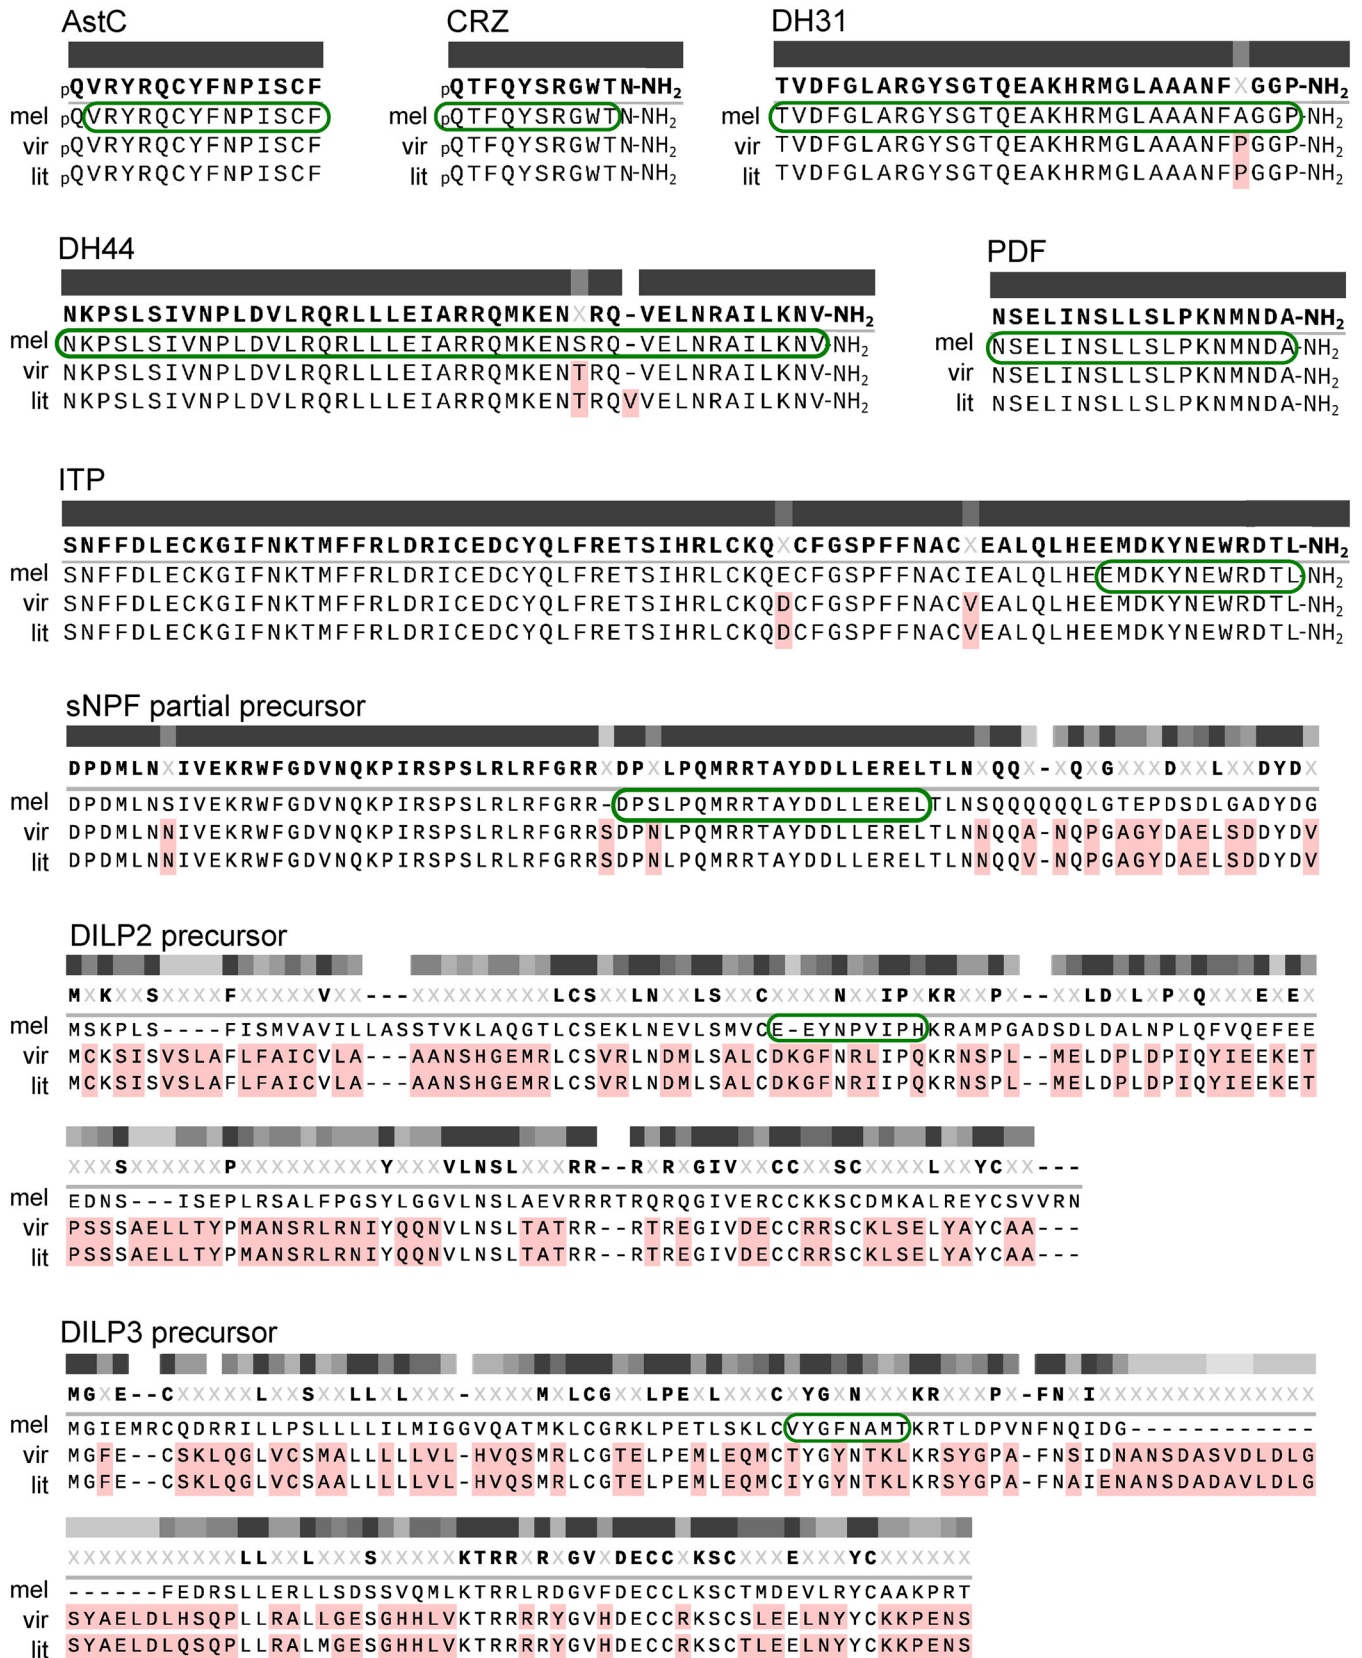 AstC
pQVRYRQCYFNPISCF
mel pQVRYRQCYFNPISCF
vir pQVRYRQCYFNPISCF
lit pQVRYRQCYFNPISCF
CRZ
pQTFQYSRGWTN-NH2
mel pQTFQYSRGWTN-NH2
vir pQTFQYSRGWTN-NH2
lit pQTFQYSRGWTN-NH2
DH31
TVDFGLARGYSGTQEAKHRMGLAAANFXGGP-NH2
mel TVDFGLARGYSGTQEAKHRMGLAAANFAGGP-NH2
vir TVDFGLARGYSGTQEAKHRMGLAAANFPGGP-NH2
lit TVDFGLARGYSGTQEAKHRMGLAAANFPGGP-NH2
DH44
NKPSLSIVNPLDVLRQRLLLEIARRQMKENXRQ-VELNRAILKNV-NH2
mel NKPSLSIVNPLDVLRQRLLLEIARRQMKENSRQ-VELNRAILKNV-NH2
vir NKPSLSIVNPLDVLRQRLLLEIARRQMKENTRQ-VELNRAILKNV-NH2
lit NKPSLSIVNPLDVLRQRLLLEIARRQMKENTRQVVELNRAILKNV-NH2
PDF
NSELINSLLSLPKNMNDA-NH2
mel NSELINSLLSLPKNMNDA-NH2
vir NSELINSLLSLPKNMNDA-NH2
lit NSELINSLLSLPKNMNDA-NH2
ITP
SNFFDLECKGIFNKTMFFRLDRICEDCYQLFRETSIHRLCKQXCFGSPFFNACXEALQLHEEMDKYNEWRDTL-NH2
mel SNFFDLECKGIFNKTMFFRLDRICEDCYQLFRETSIHRLCKQECFGSPFFNACIEALQLHEEMDKYNEWRDTL-NH2
vir SNFFDLECKGIFNKTMFFRLDRICEDCYQLFRETSIHRLCKQDCFGSPFFNACVEALQLHEEMDKYNEWRDTL-NH2
lit SNFFDLECKGIFNKTMFFRLDRICEDCYQLFRETSIHRLCKQDCFGSPFFNACVEALQLHEEMDKYNEWRDTL-NH2
sNPF partial precursor
DPDMLNXIVEKRWFGDVNQKPIRSPSLRLRFGRRXDPXLPQMRRTAYDDLLERELTLNXQQX-XQXGXXXDXXLXXDYDX
mel DPDMLNSIVEKRWFGDVNQKPIRSPSLRLRFGRR-DPSLPQMRRTAYDDLLERELTLNSQQQQQQLGTEPDSDLGADYDG
vir DPDMLNNIVEKRWFGDVNQKPIRSPSLRLRFGRRSDPNLPQMRRTAYDDLLERELTLNNQQA-NQPGAGYDAELSDDYDV
lit DPDMLNNIVEKRWFGDVNQKPIRSPSLRLRFGRRSDPNLPQMRRTAYDDLLERELTLNNQQV-NQPGAGYDAELSDDYDV
DILP2 precursor
MXKXXSXXXXFXXXXXVXX---XXXXXXXXXLCSXXLNXXLSXXCXXXXNXXIPXKRXXPX--XXLDXLXPXQXXXEXEX
mel MSKPLS----FISMVAVILLASSTVKLAQGTLCSEKLNEVLSMVCE-EYNPVIPHKRAMPGADSDLDALNPLQFVQEFEE
vir MCKSISVSLAFLFAICVLA---AANSHGEMRLCSVRLNDMLSALCDKGFNRLIPQKRNSPL--MELDPLDPIQYIEEKET
lit MCKSISVSLAFLFAICVLA---AANSHGEMRLCSVRLNDMLSALCDKGFNRIIPQKRNSPL--MELDPLDPIQYIEEKET
XXXSXXXXXXPXXXXXXXXXYXXXVLNSLXXXRR--RXRXGIVXXCCXXSCXXXXLXXYCXX---
mel EDNS---ISEPLRSALFPGSYLGGVLNSLAEVRRRTRQRQGIVERCCKKSCDMKALREYCSVVRN
vir PSSSAELLTYPMANSRLRNIYQQNVLNSLTATRR--RTREGIVDECCRRSCKLSELYAYCAA---
lit PSSSAELLTYPMANSRLRNIYQQNVLNSLTATRR--RTREGIVDECCRRSCKLSELYAYCAA---
DILP3 precursor
MGXE--CXXXXXLXXSXXLLXLXXX-XXXXMXLCGXXLPEXLXXXCXYGXNXXXKRXXXPX-FNXIXXXXXXXXXXXXXX
mel MGIEMRCQDRRILLPSLLLLILMIGGVQATMKLCGRKLPETLSKLCVYGFNAMTKRTLDPVNFNQIDG------------
vir MGFE--CSKLQGLVCSMALLLLLVL-HVQSMRLCGTELPEMLEQMCTYGYNTKLKRSYGPA-FNSIDNANSDASVDLDLG
lit MGFE--CSKLQGLVCSAALLLLLVL-HVQSMRLCGTELPEMLEQMCIYGYNTKLKRSYGPA-FNAIENANSDADAVLDLG
XXXXXXXXXXXLLXXLXXXSXXXXXKTRRXRXGVXDECCXKSCXXXEXXXYCXXXXXX
mel ------FEDRSLLERLLSDSSVQMLKTRRLRDGVFDECCLKSCTMDEVLRYCAAKPRT
vir SYAELDLHSQPLLRALLGESGHHLVKTRRRRYGVHDECCRKSCSLEELNYYCKKPENS
lit SYAELDLQSQPLLRALMGESGHHLVKTRRRRYGVHDECCRKSCTLEELNYYCKKPENS